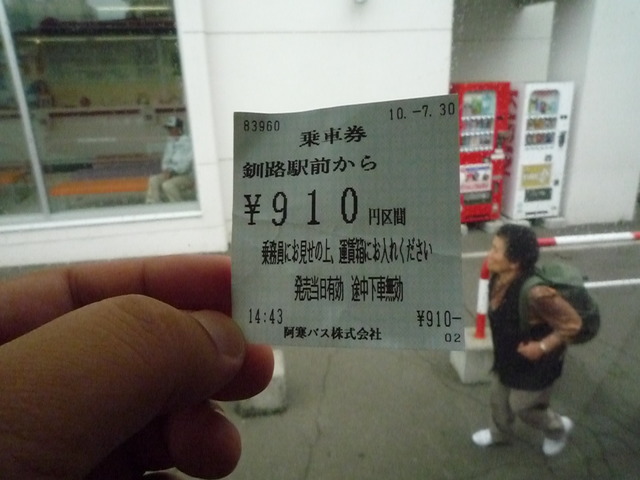 83960 10.-7.30
乗車券
釧路駅前から
¥910円区間
乗務員にお見せの上、運賃箱にお入れください
発売当日有効 途中下車無効
14:43 ¥910-
阿寒バス株式会社 02